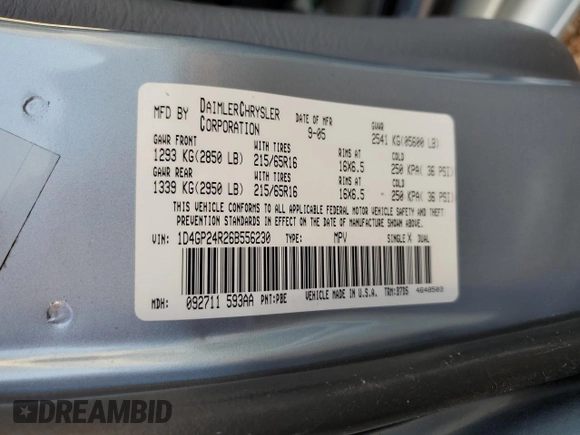 MFD BY DAIMLERCHRYSLER CORPORATION DATE OF MFR 9-05 GVWR 2541 KG(05600 LB)
GAWR FRONT WITH TIRES RIMS AT COLD
1293 KG(2850 LB) 215/65R16 16X6.5 250 KPA( 36 PSI)
GAWR REAR WITH TIRES RIMS AT COLD
1339 KG(2950 LB) 215/65R16 16X6.5 250 KPA( 36 PSI)
THIS VEHICLE CONFORMS TO ALL APPLICABLE FEDERAL MOTOR VEHICLE SAFETY AND THEFT
PREVENTION STANDARDS IN EFFECT ON THE DATE OF MANUFACTURE SHOWN ABOVE.
VIN: 1D4GP24R26B556230 TYPE: MPV SINGLE X DUAL
MDH: 092711 593AA PNT:PBE VEHICLE MADE IN U.S.A. TRM:D7D5 4640503
DREAMBID